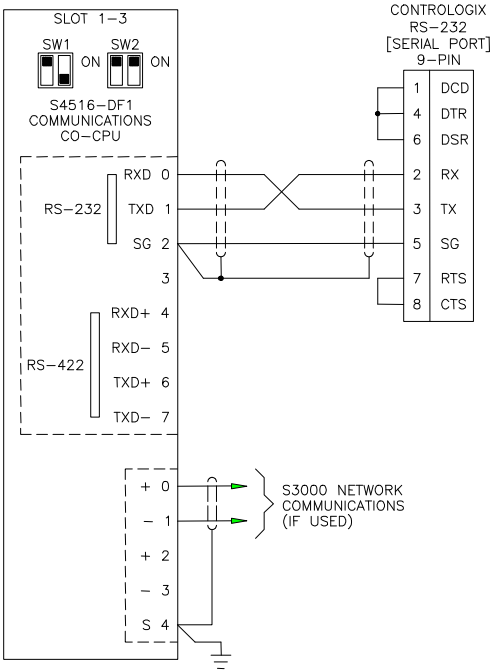 SLOT 1-3
SW1 ON SW2 ON
S4516-DF1
COMMUNICATIONS
CO-CPU
CONTROLOGIX
RS-232
[SERIAL PORT]
9-PIN
1 DCD
4 DTR
6 DSR
2 RX
3 TX
5 SG
7 RTS
8 CTS
RS-232
RXD 0
TXD 1
SG 2
3
RS-422
RXD+ 4
RXD- 5
TXD+ 6
TXD- 7
+ 0
- 1
+ 2
- 3
S 4
S3000 NETWORK
COMMUNICATIONS
(IF USED)